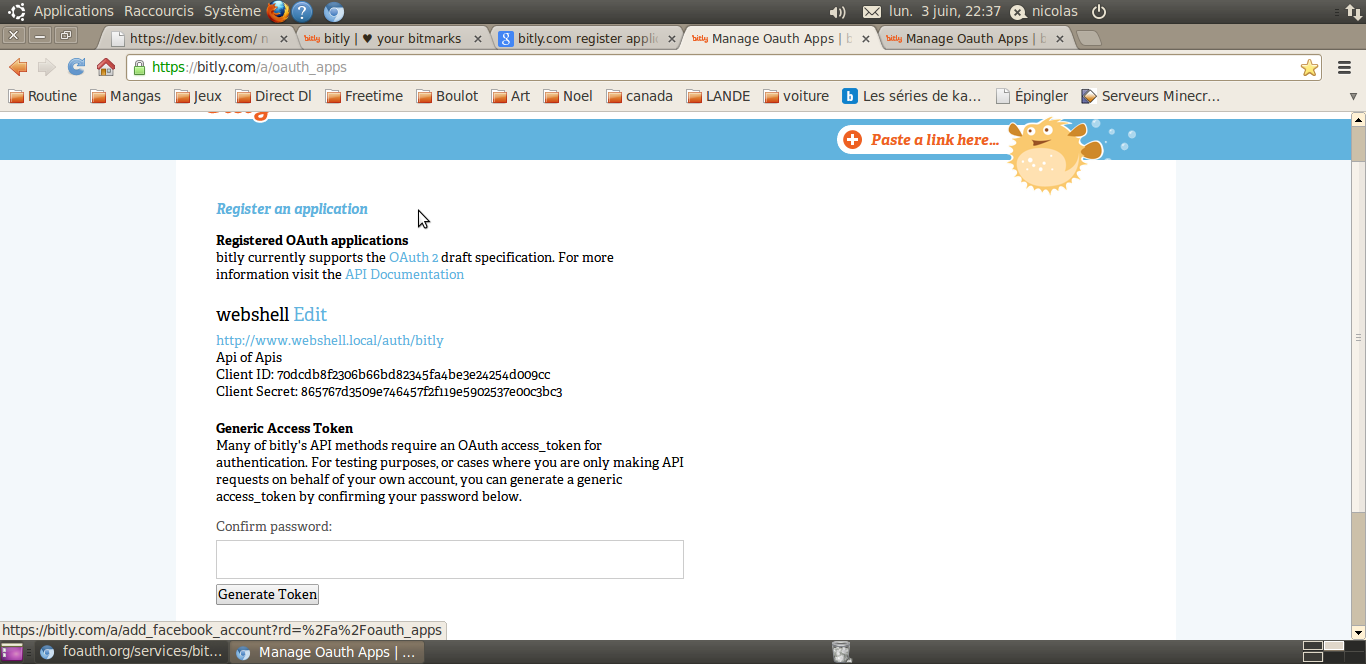 Applications Raccourcis Système ? lun. 3 juin, 22:37 nicolas
https://dev.bitly.com/ bitly | ♥ your bitmarks bitly.com register appli Manage Oauth Apps | b Manage Oauth Apps | b
https://bitly.com/a/oauth_apps
Routine Mangas Jeux Direct Dl Freetime Boulot Art Noel canada LANDE voiture Les séries de ka... Épingler Serveurs Minecr...
Paste a link here...
Register an application
Registered OAuth applications
bitly currently supports the OAuth 2 draft specification. For more
information visit the API Documentation
webshell Edit
http://www.webshell.local/auth/bitly
Api of Apis
Client ID: 70dcdb8f2306b66bd82345fa4be3e24254d009cc
Client Secret: 865767d3509e746457f2f119e5902537e00c3bc3
Generic Access Token
Many of bitly's API methods require an OAuth access_token for
authentication. For testing purposes, or cases where you are only making API
requests on behalf of your own account, you can generate a generic
access_token by confirming your password below.
Confirm password:
Generate Token
https://bitly.com/a/add_facebook_account?rd=%2Fa%2Foauth_apps
foauth.org/services/bit... Manage Oauth Apps | ...